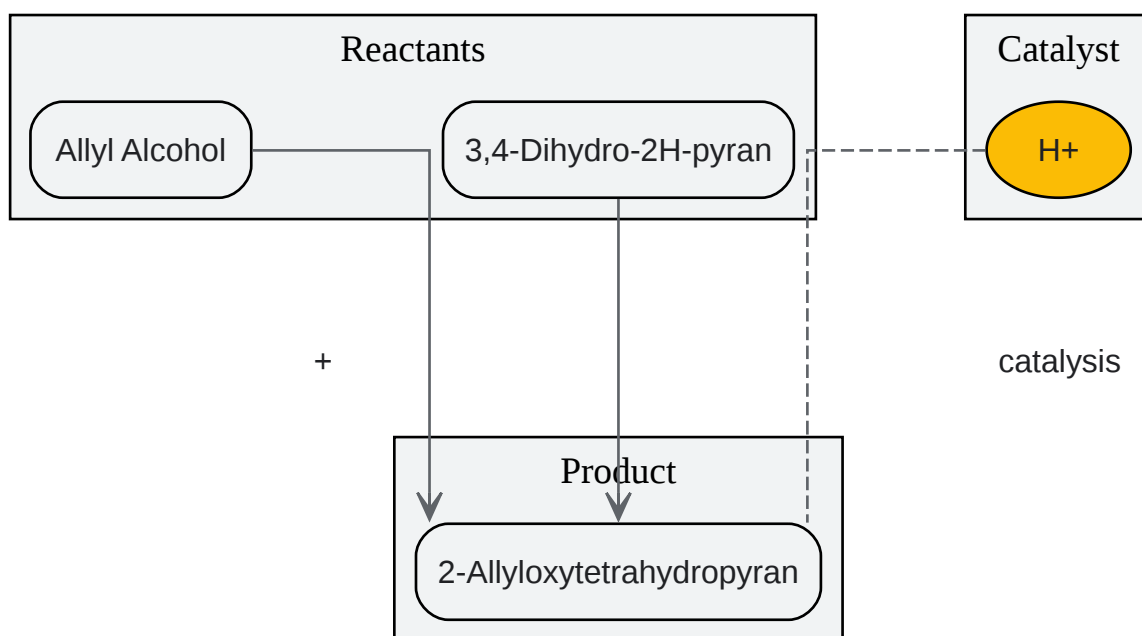 Reactants
Catalyst
Allyl Alcohol
3,4-Dihydro-2H-pyran
H+
+
catalysis
Product
2-Allyloxytetrahydropyran